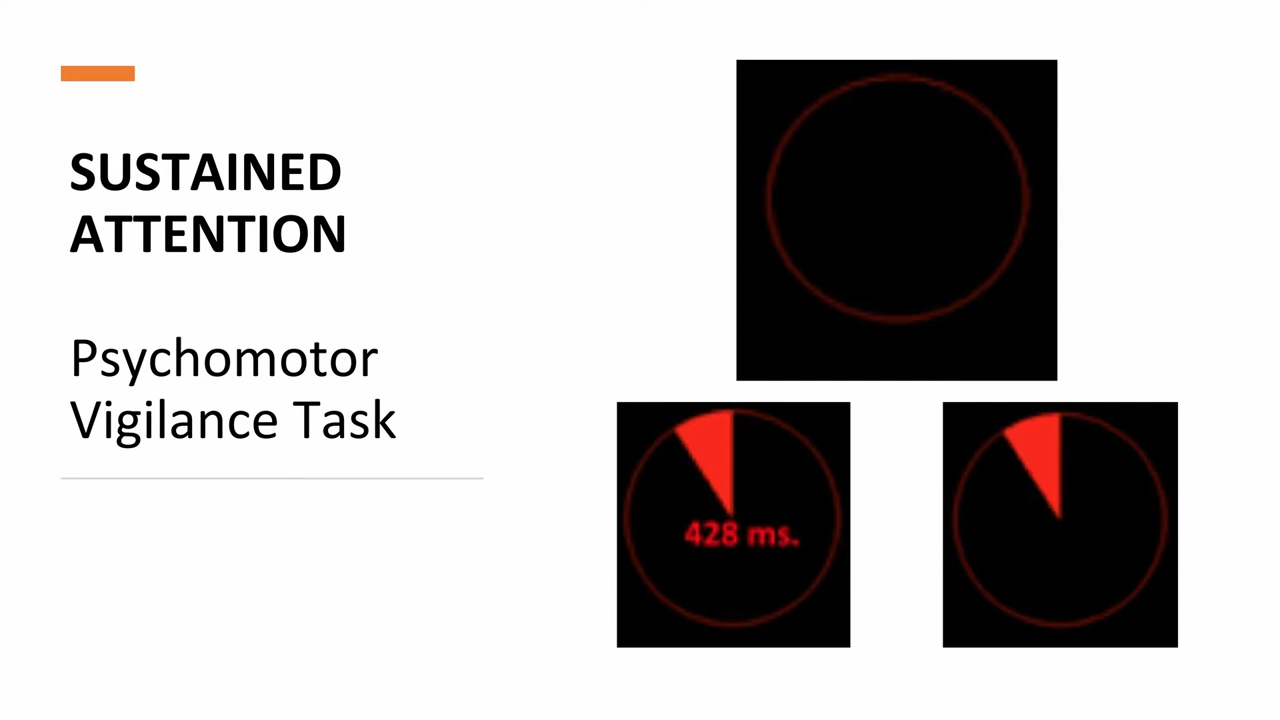 SUSTAINED
ATTENTION
Psychomotor
Vigilance Task
428 ms.